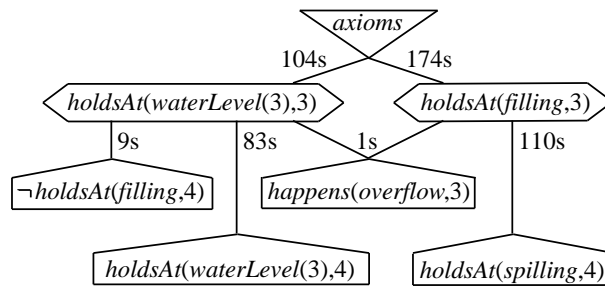 axioms
104s 174s
holdsAt(waterLevel(3),3) holdsAt(filling,3)
9s 83s 1s 110s
¬holdsAt(filling,4) happens(overflow,3)
holdsAt(waterLevel(3),4) holdsAt(spilling,4)